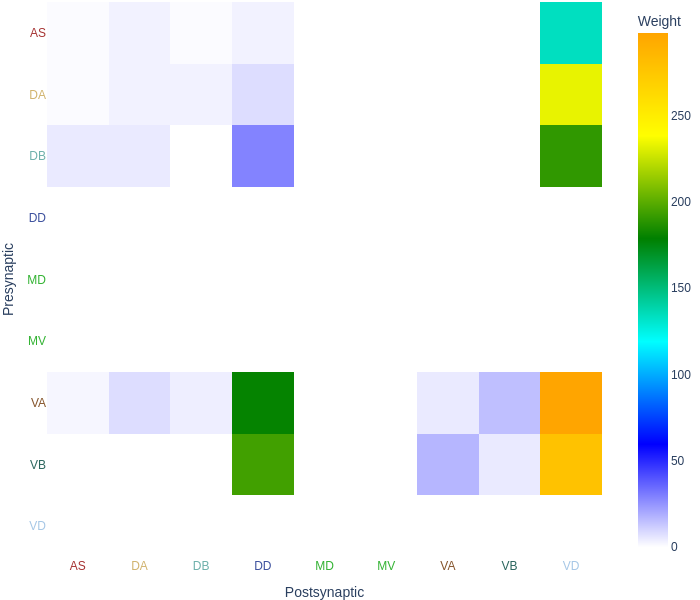 Weight
AS
DA
DB
DD
MD
MV
VA
VB
VD
Presynaptic
250
200
150
100
50
0
AS DA DB DD MD MV VA VB VD
Postsynaptic